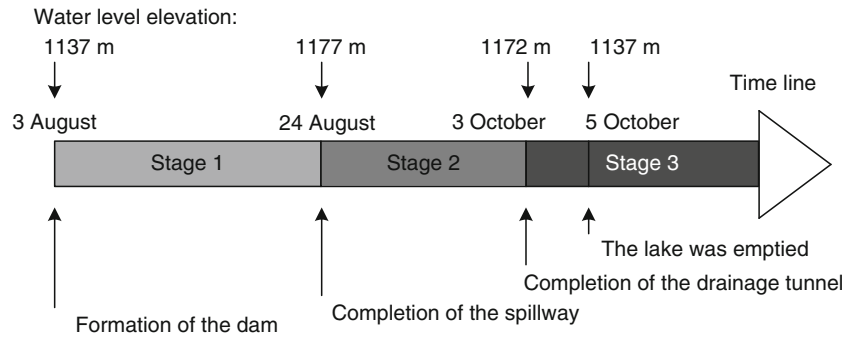 Water level elevation:
1137 m 1177 m 1172 m 1137 m
Time line
3 August 24 August 3 October 5 October
Stage 1 Stage 2 Stage 3
The lake was emptied
Completion of the drainage tunnel
Completion of the spillway
Formation of the dam